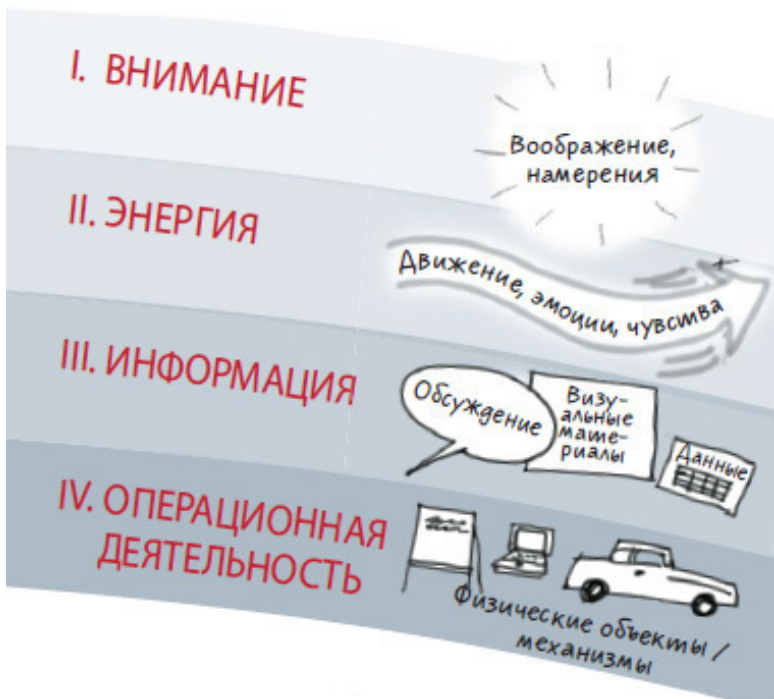 I. ВНИМАНИЕ
Воображение,
намерения
II. ЭНЕРГИЯ
Движение, эмоции, чувства
III. ИНФОРМАЦИЯ
Обсуждение
Визу-
альные
мате-
риалы
Данные
IV. ОПЕРАЦИОННАЯ
ДЕЯТЕЛЬНОСТЬ
Физические объекты /
механизмы